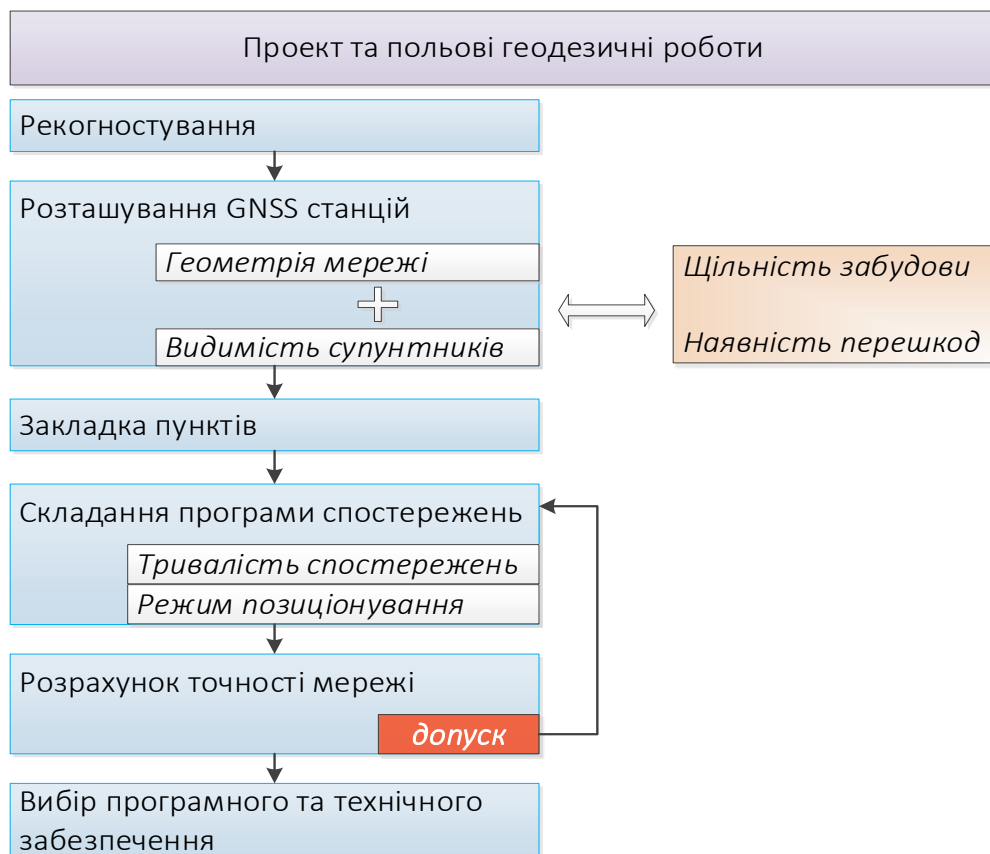 Проект та польові геодезичні роботи
Рекогностування
Розташування GNSS станцій
Геометрія мережі
Видимість супунтників
Щільність забудови
Наявність перешкод
Закладка пунктів
Складання програми спостережень
Тривалість спостережень
Режим позиціонування
Розрахунок точності мережі
допуск
Вибір програмного та технічного
забезпечення